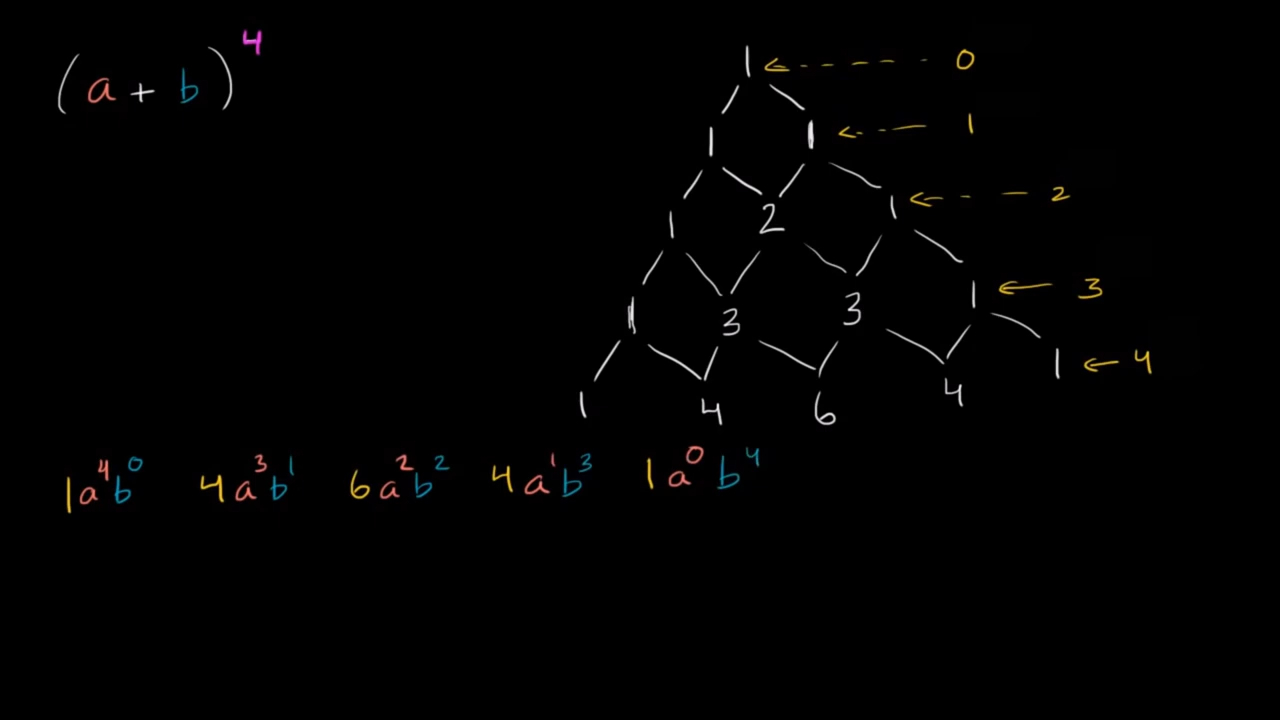 (a + b)⁴
1 ← 0
1 1 ← 1
1 2 1 ← 2
1 3 3 1 ← 3
1 4 6 4 1 ← 4
1a⁴b⁰ 4a³b¹ 6a²b² 4a¹b³ 1a⁰b⁴